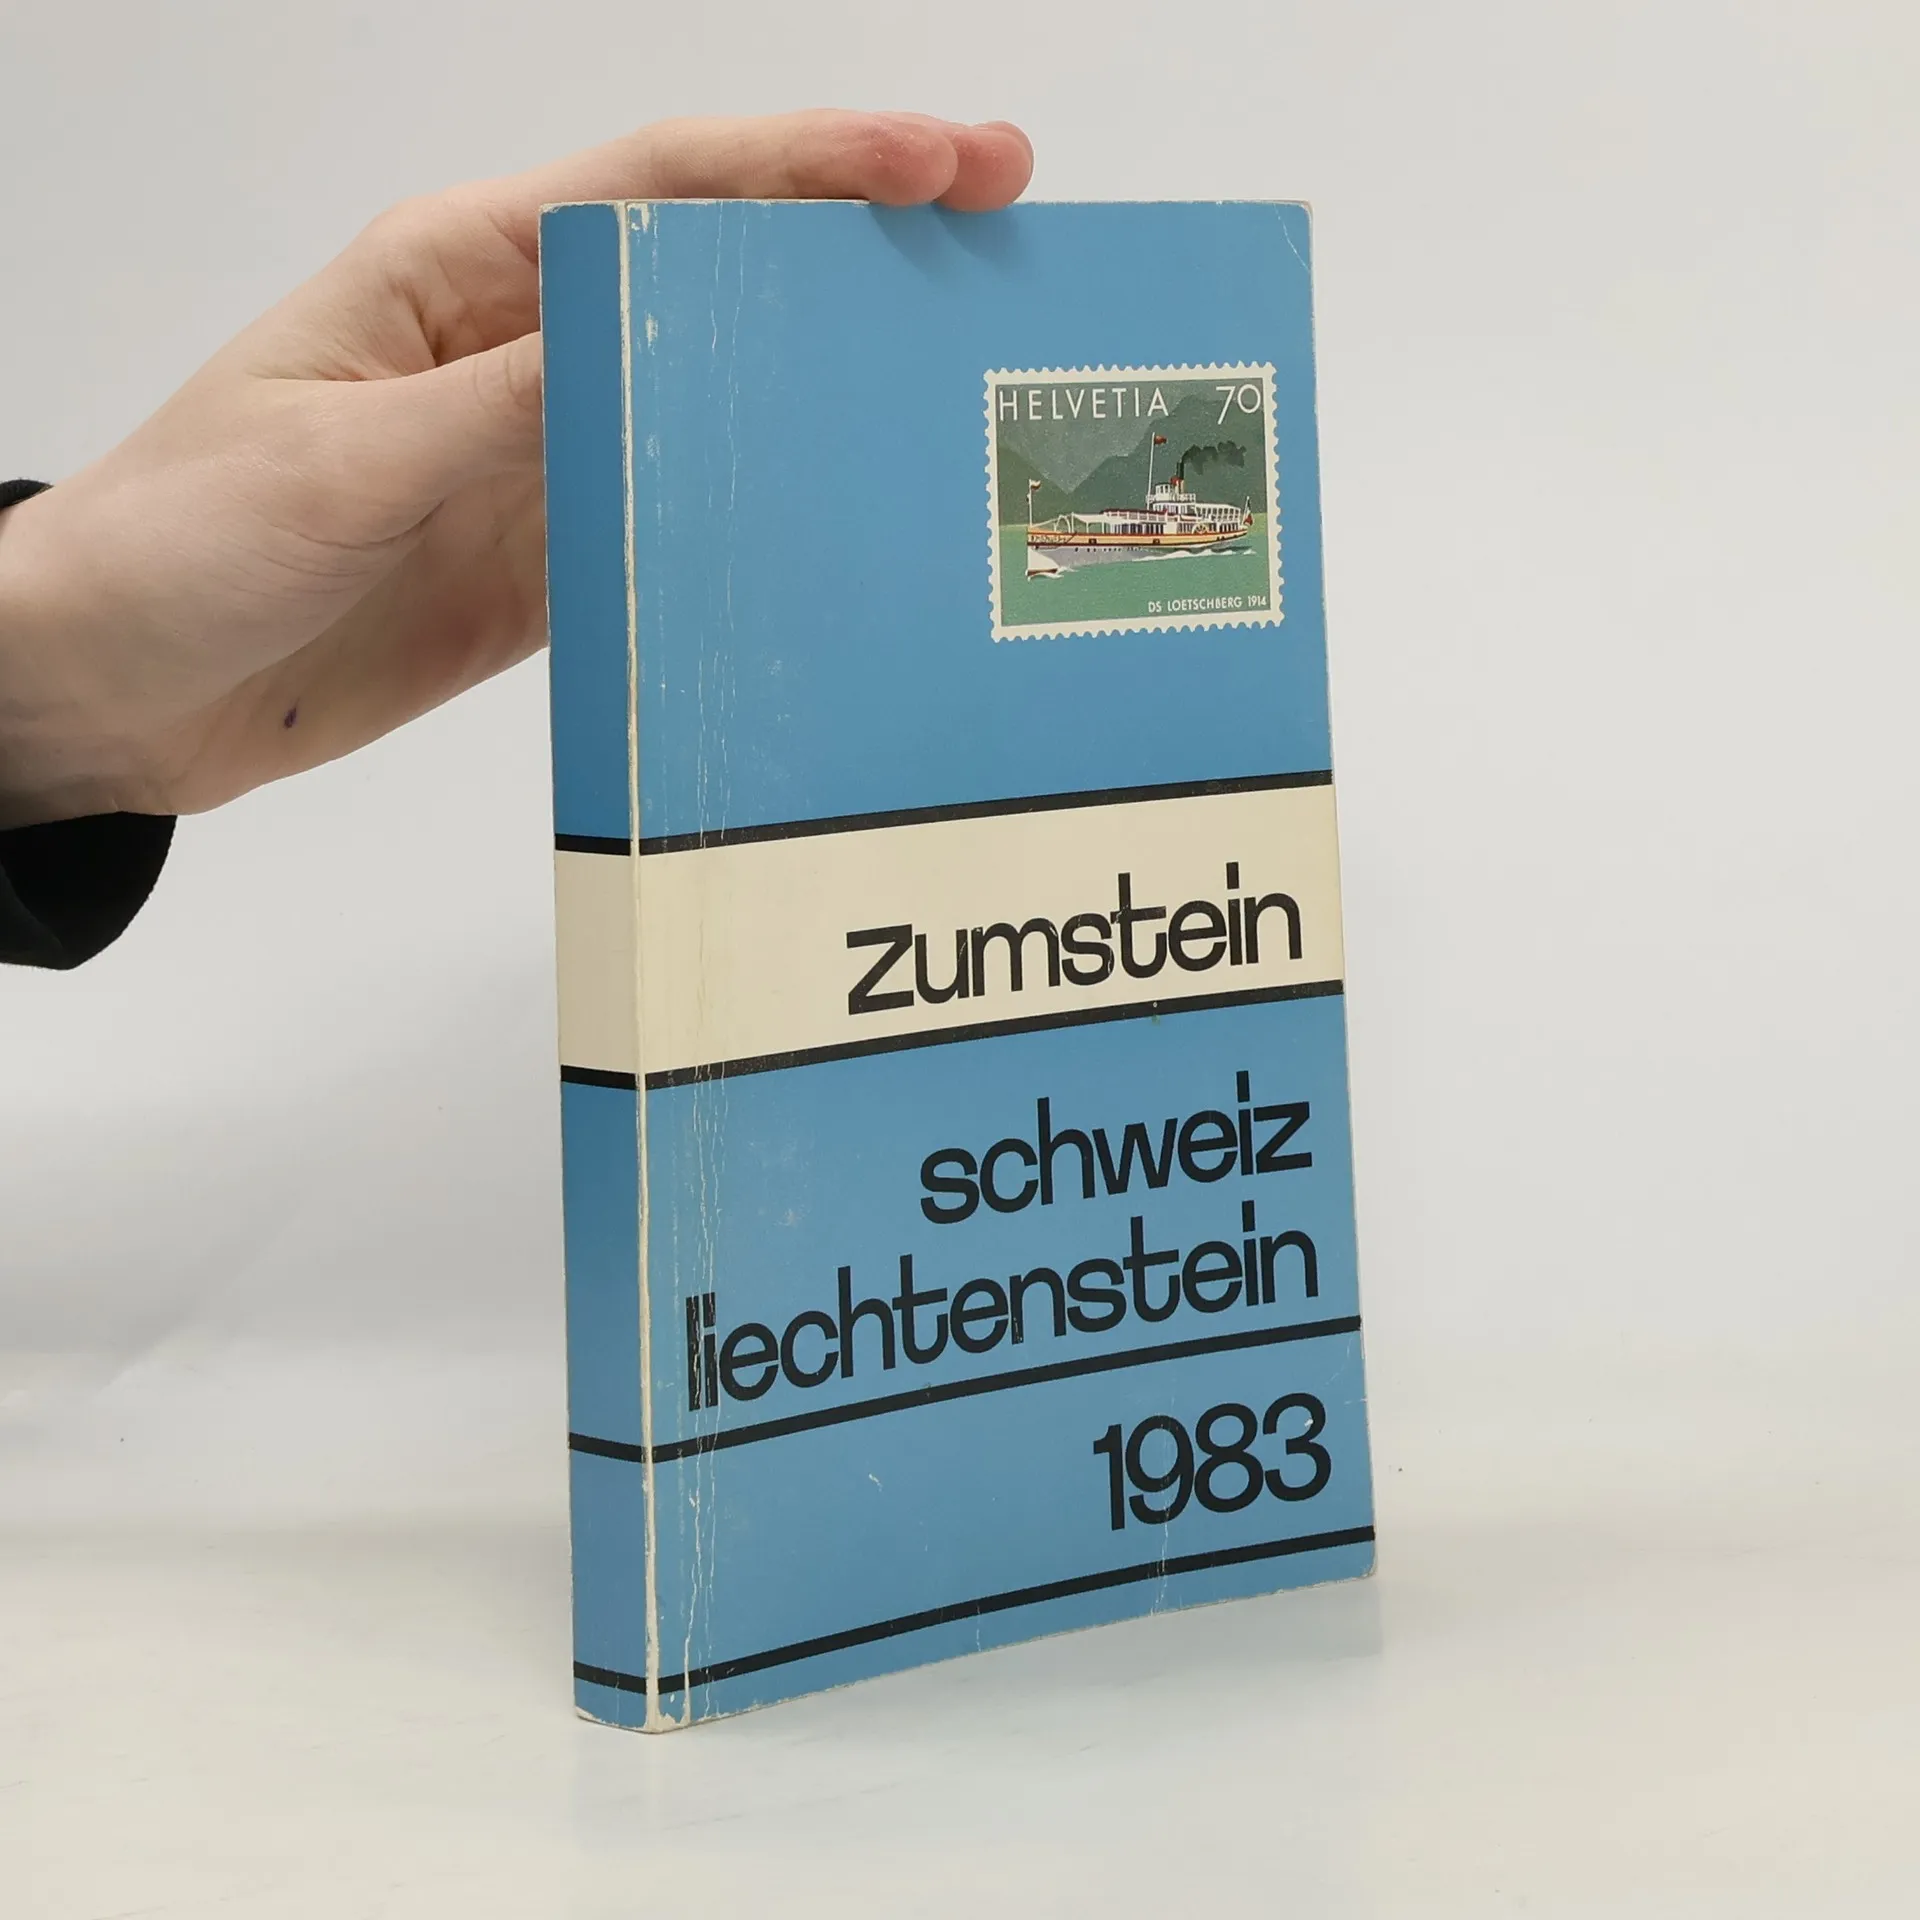 HELVETIA 70
DS LOETSCHBERG 1914
zumstein
schweiz
liechtenstein
1983